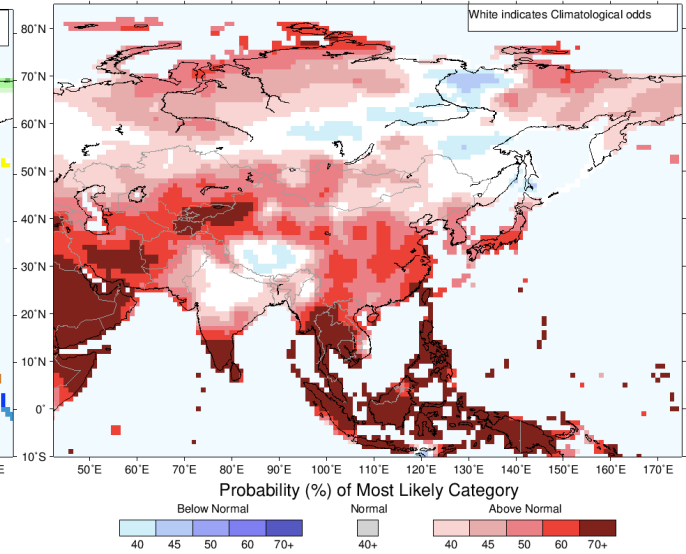 White indicates Climatological odds
80°N
70°N
60°N
50°N
40°N
30°N
20°N
10°N
0°
10°S
E
50°E 60°E 70°E 80°E 90°E 100°E 110°E 120°E 130°E 140°E 150°E 160°E 170°E
Probability (%) of Most Likely Category
Below Normal Normal Above Normal
40 45 50 60 70+ 40+ 40 45 50 60 70+